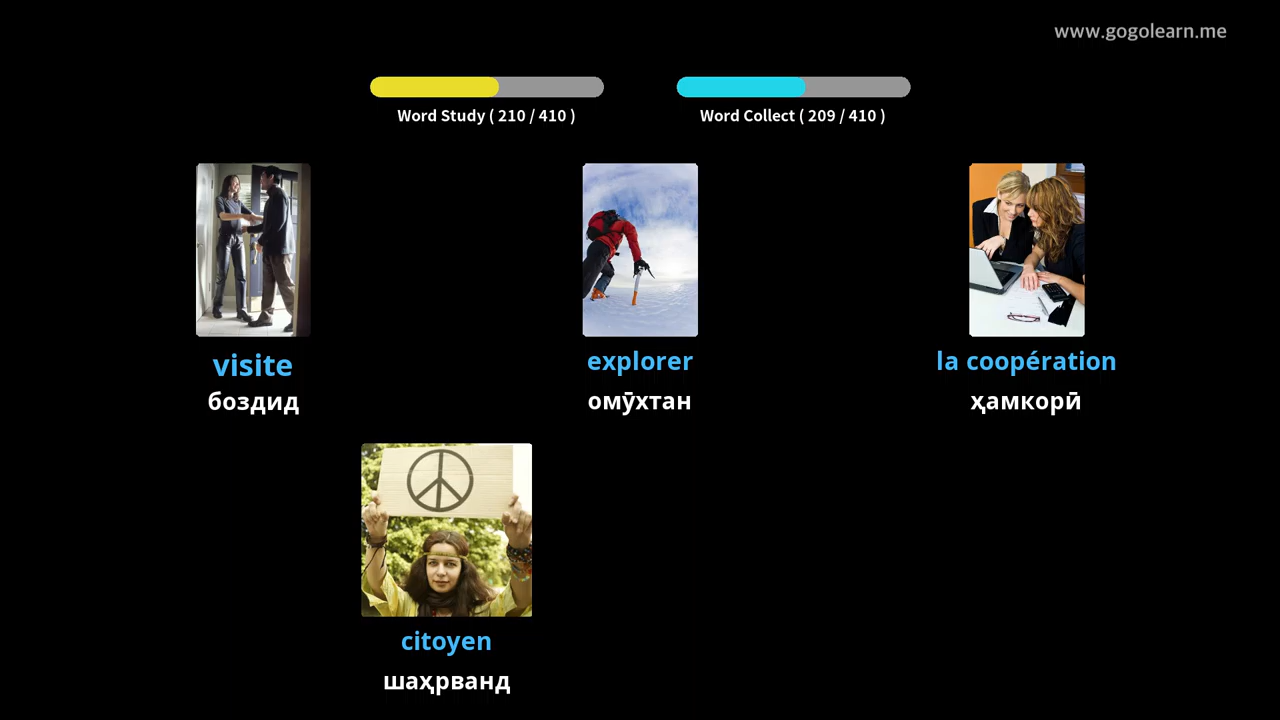 www.gogolearn.me
Word Study ( 210 / 410 )
Word Collect ( 209 / 410 )
visite
боздид
explorer
омӯхтан
la coopération
ҳамкорӣ
citoyen
шаҳрванд